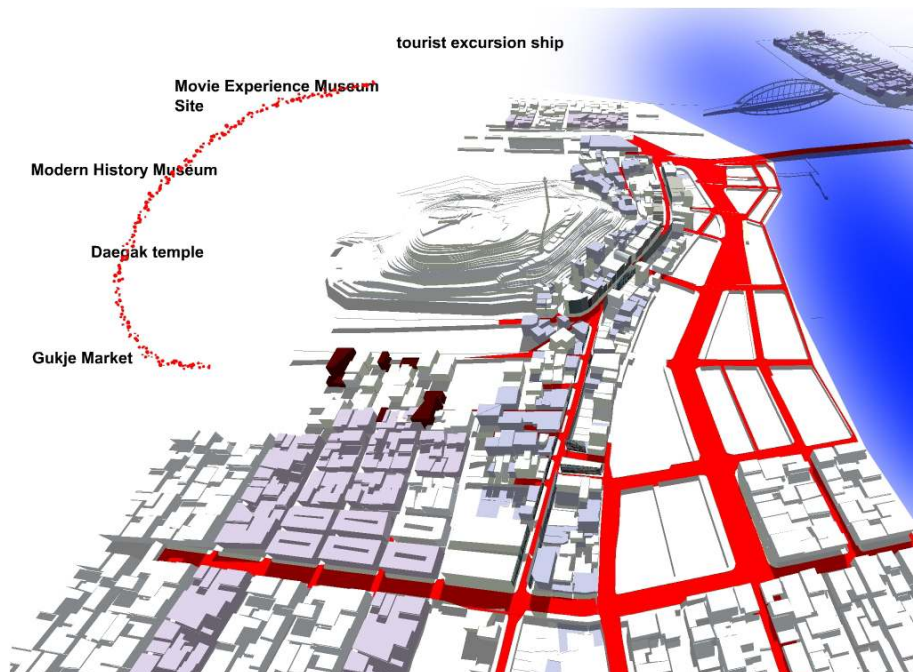 tourist excursion ship
Movie Experience Museum
Site
Modern History Museum
Daegak temple
Gukje Market